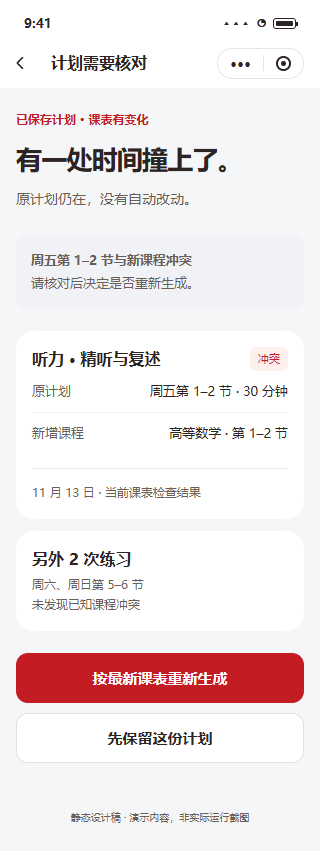 9:41
计划需要核对
已保存计划 · 课表有变化
有一处时间撞上了。
原计划仍在，没有自动改动。
周五第 1–2 节与新课程冲突
请核对后决定是否重新生成。
听力 · 精听与复述
冲突
原计划
周五第 1–2 节 · 30 分钟
新增课程
高等数学 · 第 1–2 节
11 月 13 日 · 当前课表检查结果
另外 2 次练习
周六、周日第 5–6 节
未发现已知课程冲突
按最新课表重新生成
先保留这份计划
静态设计稿 · 演示内容，非实际运行截图